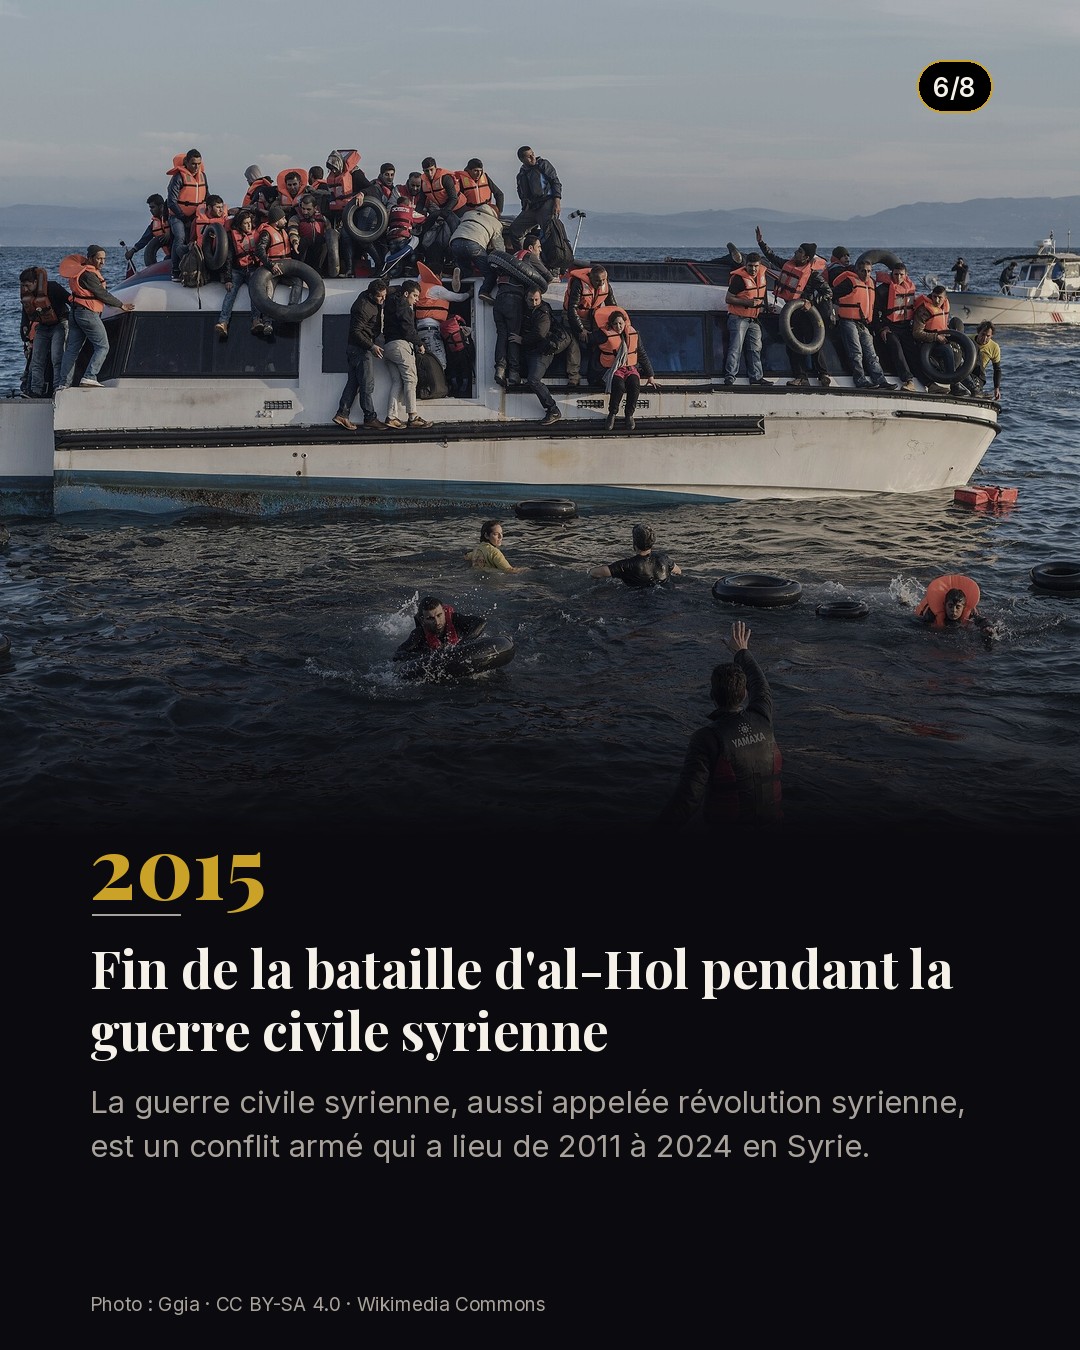 6/8
YAMAXA
2015
Fin de la bataille d'al-Hol pendant la
guerre civile syrienne
La guerre civile syrienne, aussi appelée révolution syrienne,
est un conflit armé qui a lieu de 2011 à 2024 en Syrie.
Photo : Ggia · CC BY-SA 4.0 · Wikimedia Commons